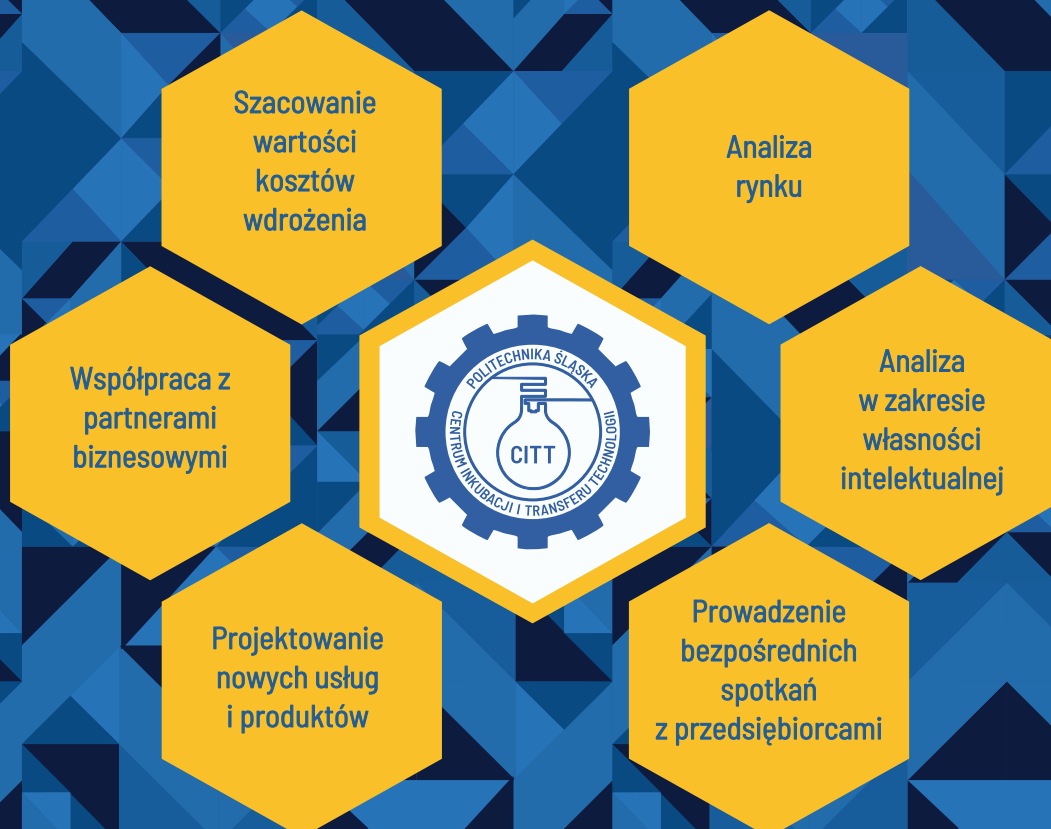 Szacowanie
wartości
kosztów
wdrożenia
Analiza
rynku
Współpraca z
partnerami
biznesowymi
POLITECHNIKA ŚLĄSKA
CITT
CENTRUM INKUBACJI I TRANSFERU TECHNOLOGII
Analiza
w zakresie
własności
intelektualnej
Projektowanie
nowych usług
i produktów
Prowadzenie
bezpośrednich
spotkań
z przedsiębiorcami